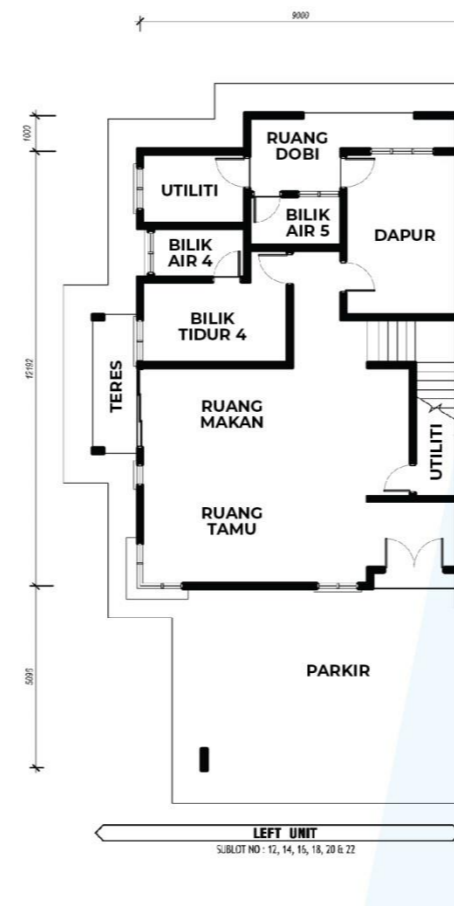 9000
1000
RUANG
DOBI
UTILITI
BILIK
AIR 5
DAPUR
BILIK
AIR 4
BILIK
TIDUR 4
12192
TERES
RUANG
MAKAN
UTILITI
RUANG
TAMU
5095
PARKIR
LEFT UNIT
SUBLOT NO : 12, 14, 16, 18, 20 & 22